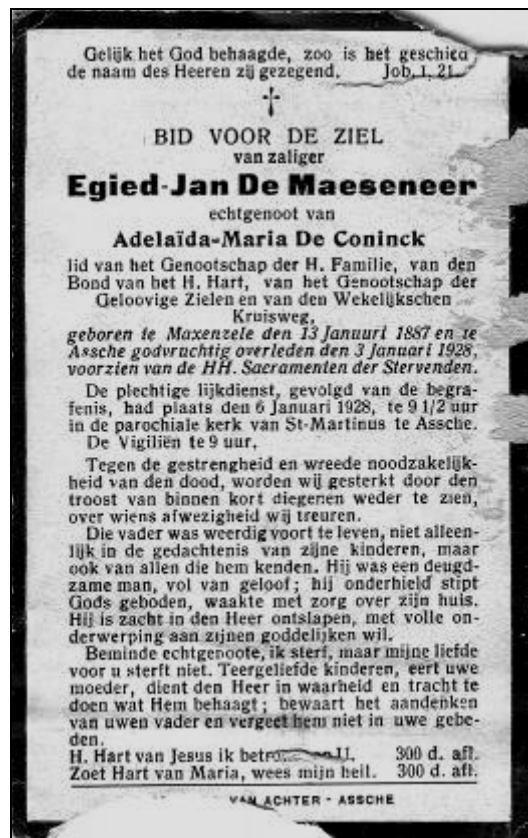 Gelijk het God behaagde, zoo is het geschied
de naam des Heeren zij gezegend. Job. I. 21.
BID VOOR DE ZIEL
van zaliger
Egied-Jan De Maeseneer
echtgenoot van
Adelaïda-Maria De Coninck
lid van het Genootschap der H. Familie, van den
Bond van het H. Hart, van het Genootschap der
Geloovige Zielen en van den Wekelijkschen
Kruisweg,
geboren te Maxenzele den 13 Januuri 1887 en te
Assche godvruchtig overleden den 3 Januari 1928,
voorzien van de HH. Sacramenten der Stervenden.
De plechtige lijkdienst, gevolgd van de begra-
fenis, had plaats den 6 Januari 1928, te 9 1/2 uur
in de parochiale kerk van St-Martinus te Assche.
De Vigiliën te 9 uur.
Tegen de gestrengheid en wreede noodzakelijk-
heid van den dood, worden wij gesterkt door den
troost van binnen kort diegenen weder te zien,
over wiens afwezigheid wij treuren.
Die vader was weerdig voort te leven, niet alleen-
lijk in de gedachtenis van zijne kinderen, maar
ook van allen die hem kenden. Hij was een deugd-
zame man, vol van geloof; hij onderhield stipt
Gods geboden, waakte met zorg over zijn huis.
Hij is zacht in den Heer ontslapen, met volle on-
derwerping aan zijnen goddelijken wil.
Beminde echtgenoote, ik sterf, maar mijne liefde
voor u sterft niet. Teergeliefde kinderen, eert uwe
moeder, dient den Heer in waarheid en tracht te
doen wat Hem behaagt; bewaart het aandenken
van uwen vader en vergeet hem niet in uwe gebe-
den.
H. Hart van Jesus ik U. 300 d. afl.
Zoet Hart van Maria, wees mijn heil. 300 d. afl.
VAN ACHTER - ASSCHE